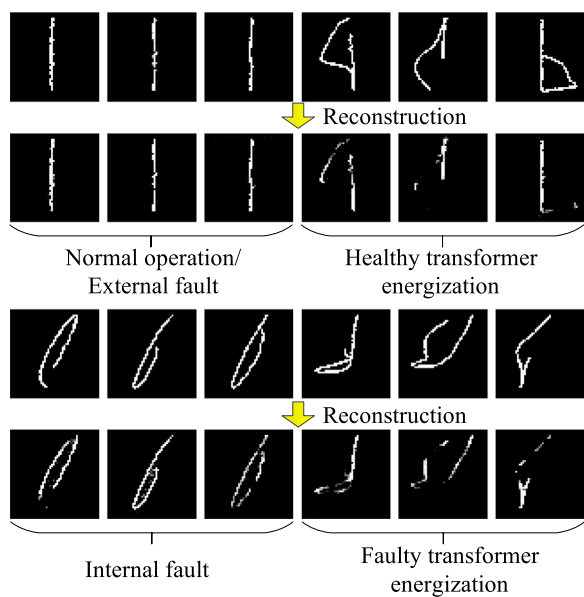 Reconstruction
Normal operation/
External fault
Healthy transformer
energization
Reconstruction
Internal fault
Faulty transformer
energization